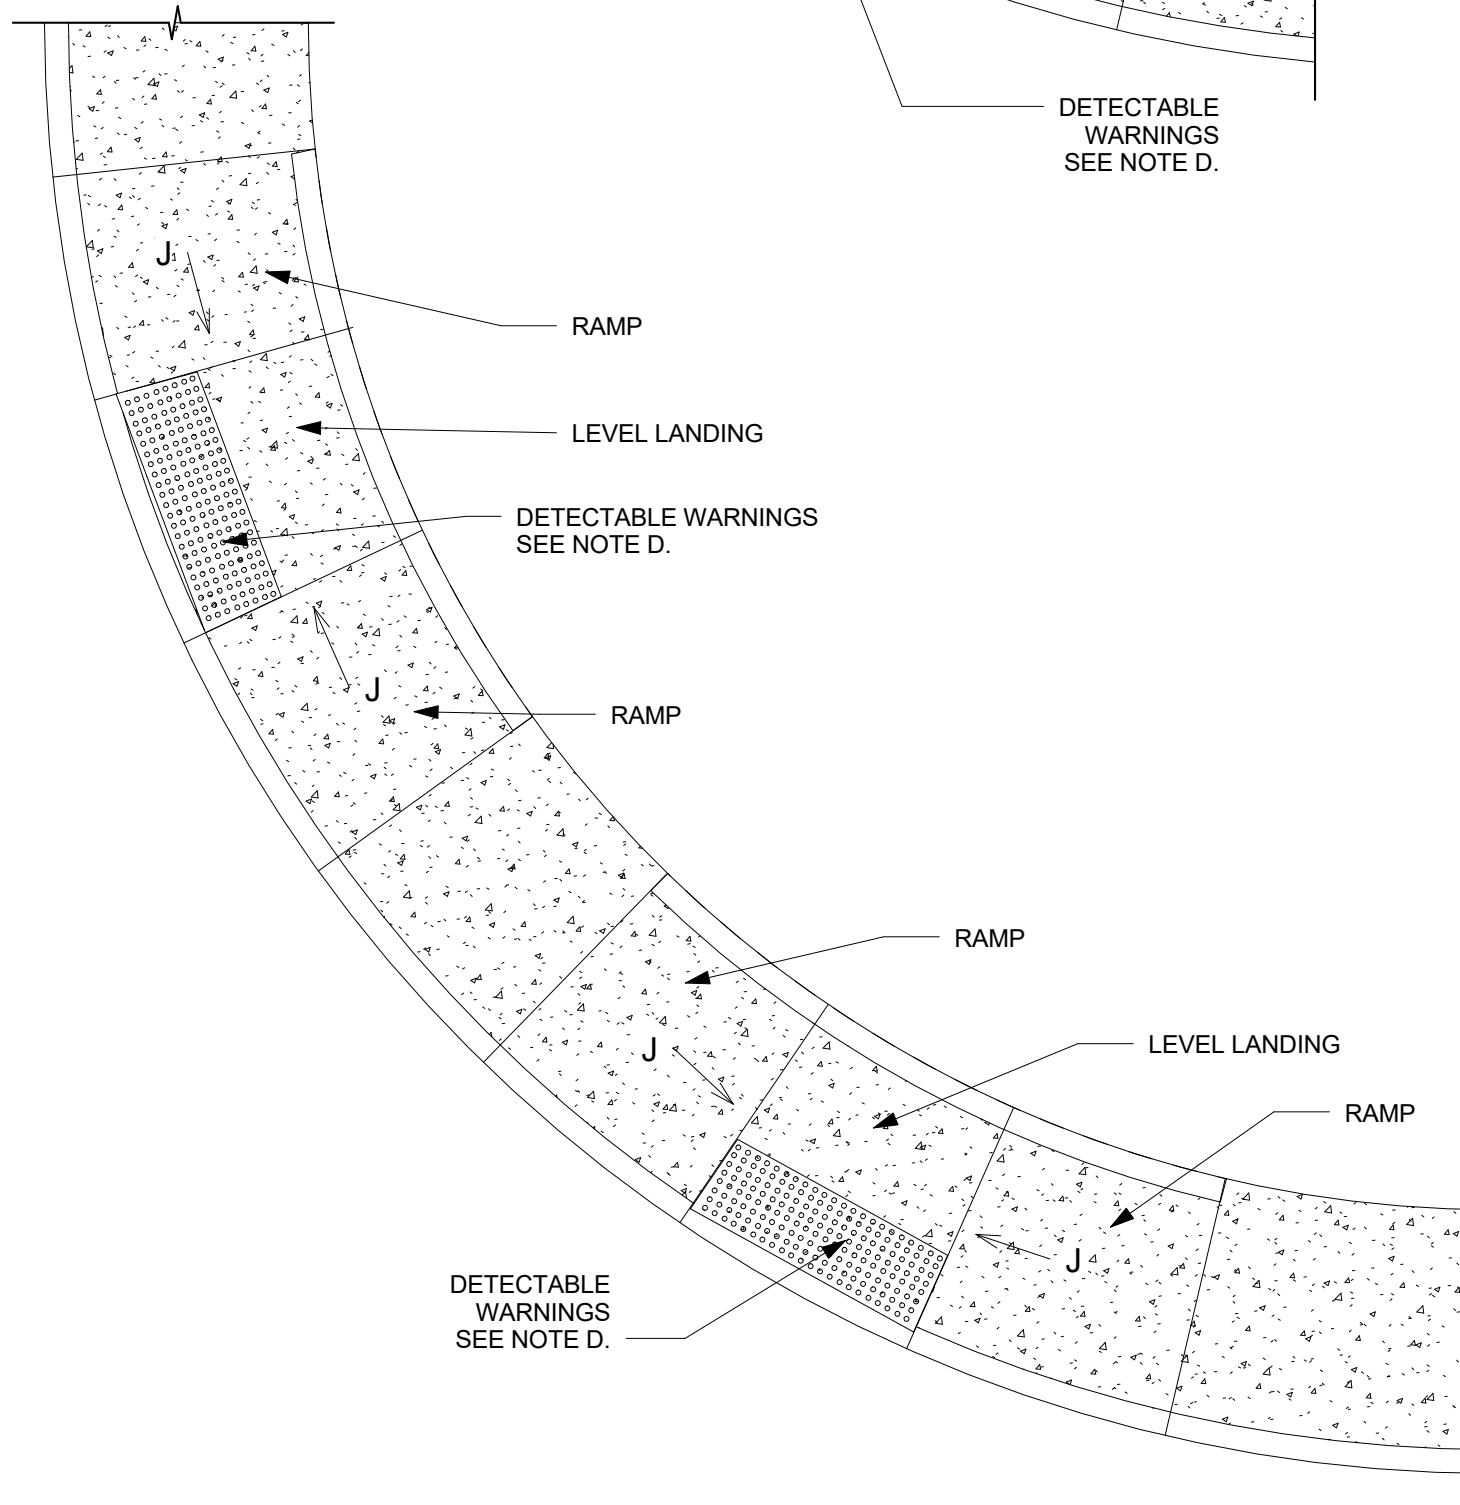 DETECTABLE
WARNINGS
SEE NOTE D.
J
RAMP
LEVEL LANDING
DETECTABLE WARNINGS
SEE NOTE D.
J
RAMP
RAMP
J
LEVEL LANDING
RAMP
J
DETECTABLE
WARNINGS
SEE NOTE D.